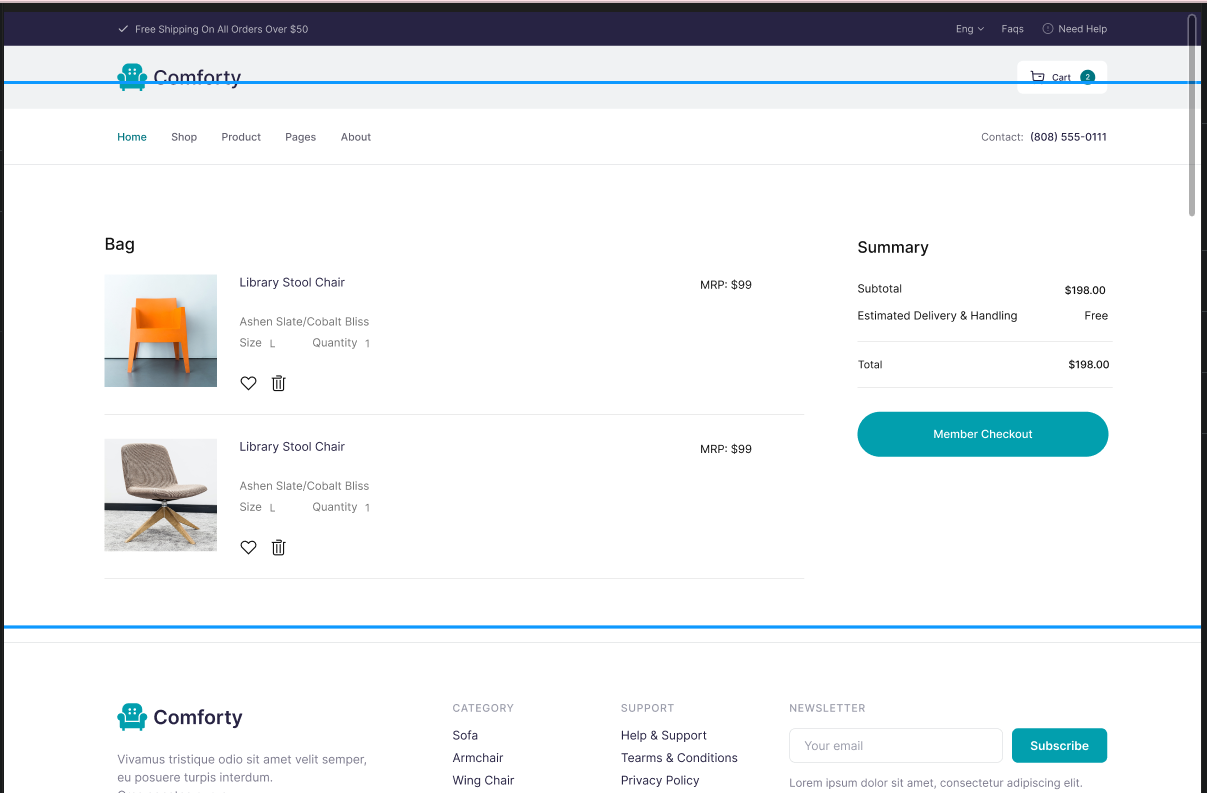 Free Shipping On All Orders Over $50
Eng
Faqs
Need Help
Comforty
Cart 2
Home Shop Product Pages About
Contact: (808) 555-0111
Bag
Library Stool Chair
MRP: $99
Ashen Slate/Cobalt Bliss
Size L Quantity 1
Library Stool Chair
MRP: $99
Ashen Slate/Cobalt Bliss
Size L Quantity 1
Summary
Subtotal $198.00
Estimated Delivery & Handling Free
Total $198.00
Member Checkout
Comforty
Vivamus tristique odio sit amet velit semper,
eu posuere turpis interdum.
CATEGORY
Sofa
Armchair
Wing Chair
SUPPORT
Help & Support
Tearms & Conditions
Privacy Policy
NEWSLETTER
Your email
Subscribe
Lorem ipsum dolor sit amet, consectetur adipiscing elit.